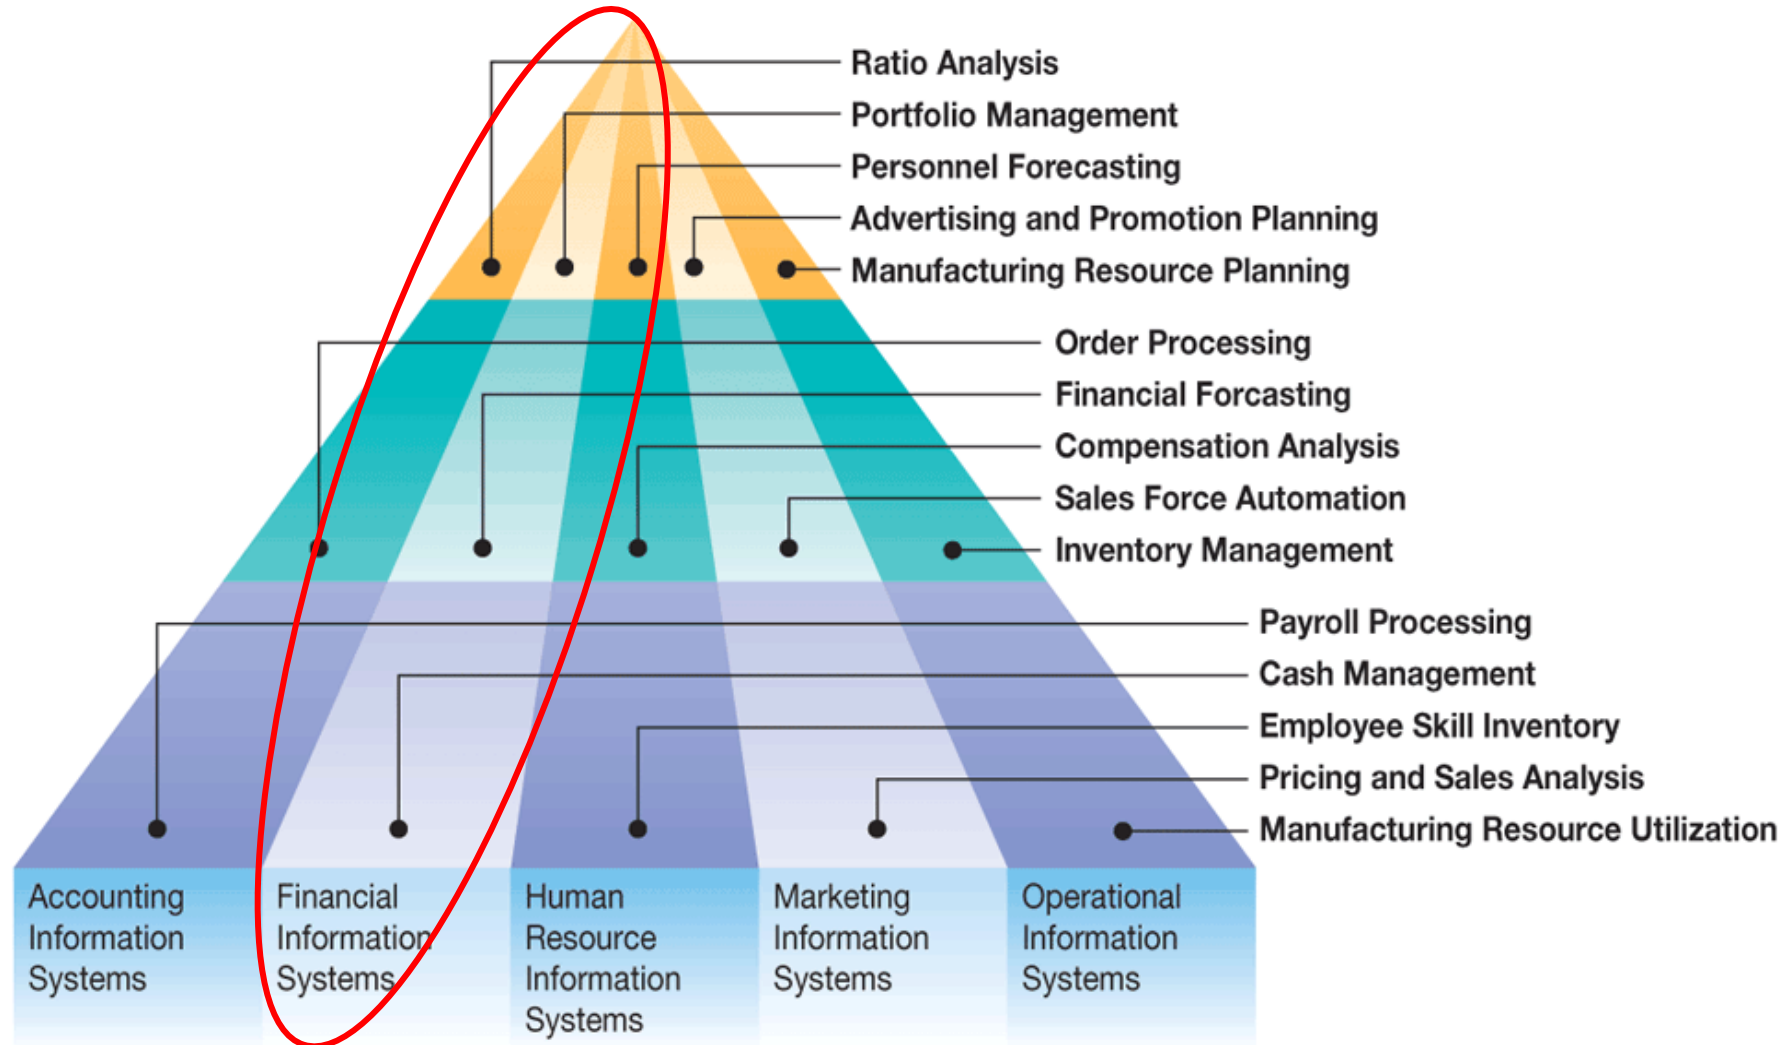 Ratio Analysis
Portfolio Management
Personnel Forecasting
Advertising and Promotion Planning
Manufacturing Resource Planning
Order Processing
Financial Forcasting
Compensation Analysis
Sales Force Automation
Inventory Management
Payroll Processing
Cash Management
Employee Skill Inventory
Pricing and Sales Analysis
Manufacturing Resource Utilization
Accounting
Information
Systems
Financial
Information
Systems
Human
Resource
Information
Systems
Marketing
Information
Systems
Operational
Information
Systems